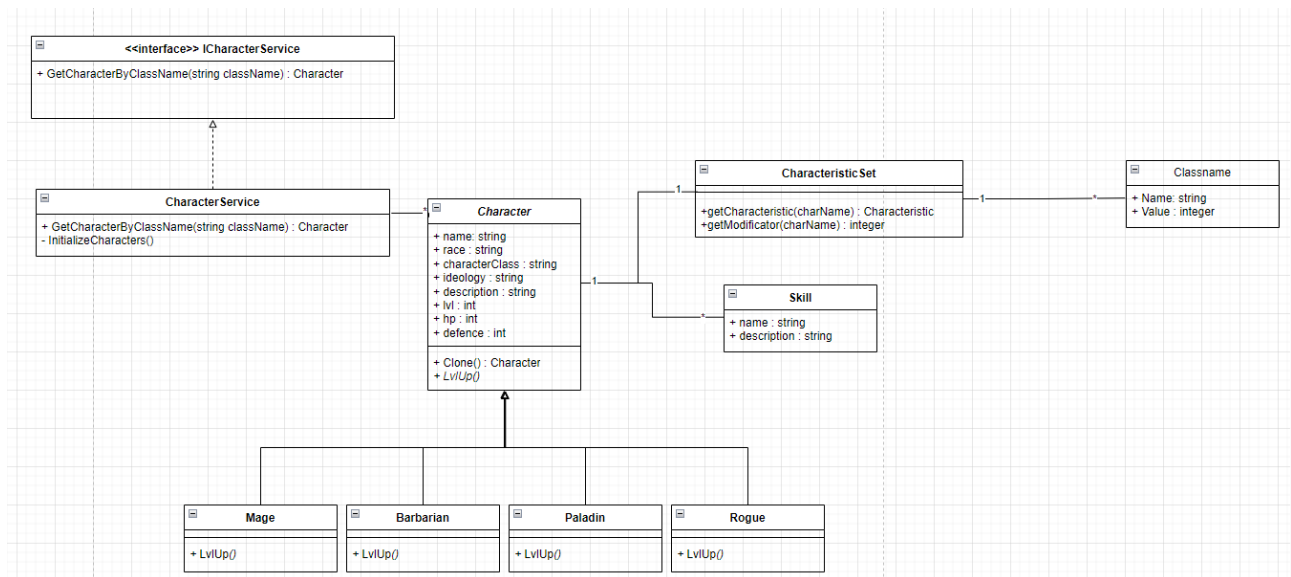 <<interface>> ICharacterService
+ GetCharacterByClassName(string className) : Character
CharacterService
+ GetCharacterByClassName(string className) : Character
- InitializeCharacters()
*
Character
+ name: string
+ race : string
+ characterClass : string
+ ideology : string
+ description : string
+ lvl : int
+ hp : int
+ defence : int
+ Clone() : Character
+ LvlUp()
1
1
CharacteristicSet
+getCharacteristic(charName) : Characteristic
+getModificator(charName) : integer
1
*
Classname
+ Name: string
+ Value : integer
*
Skill
+ name : string
+ description : string
Mage
+ LvlUp()
Barbarian
+ LvlUp()
Paladin
+ LvlUp()
Rogue
+ LvlUp()